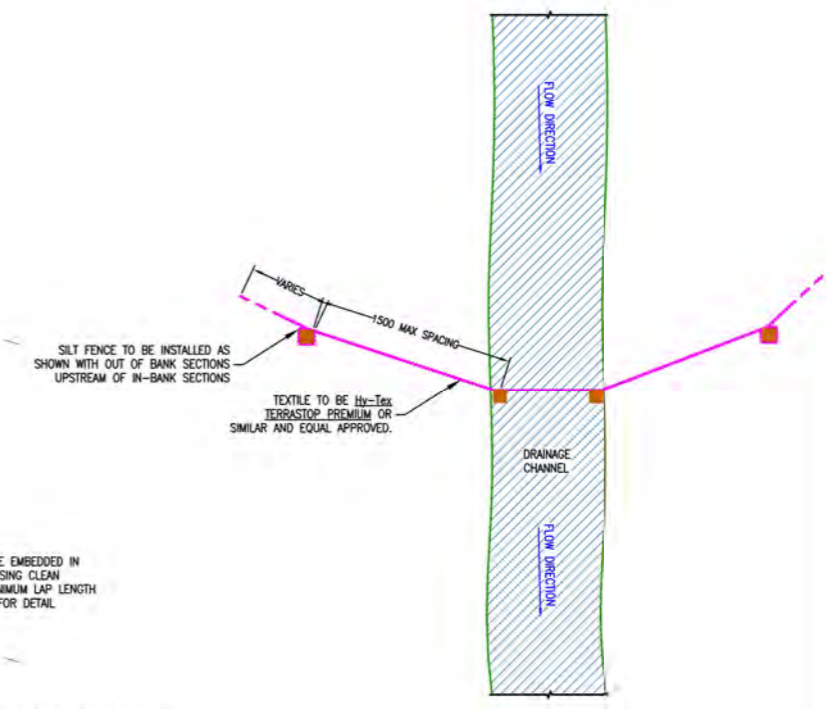 FLOW DIRECTION
VARIES
1500 MAX SPACING
SILT FENCE TO BE INSTALLED AS
SHOWN WITH OUT OF BANK SECTIONS
UPSTREAM OF IN-BANK SECTIONS
TEXTILE TO BE Hy-Tex
TERRASTOP PREMIUM OR
SIMILAR AND EQUAL APPROVED.
DRAINAGE
CHANNEL
FLOW DIRECTION
E EMBEDDED IN
SING CLEAN
NIMUM LAP LENGTH
FOR DETAIL